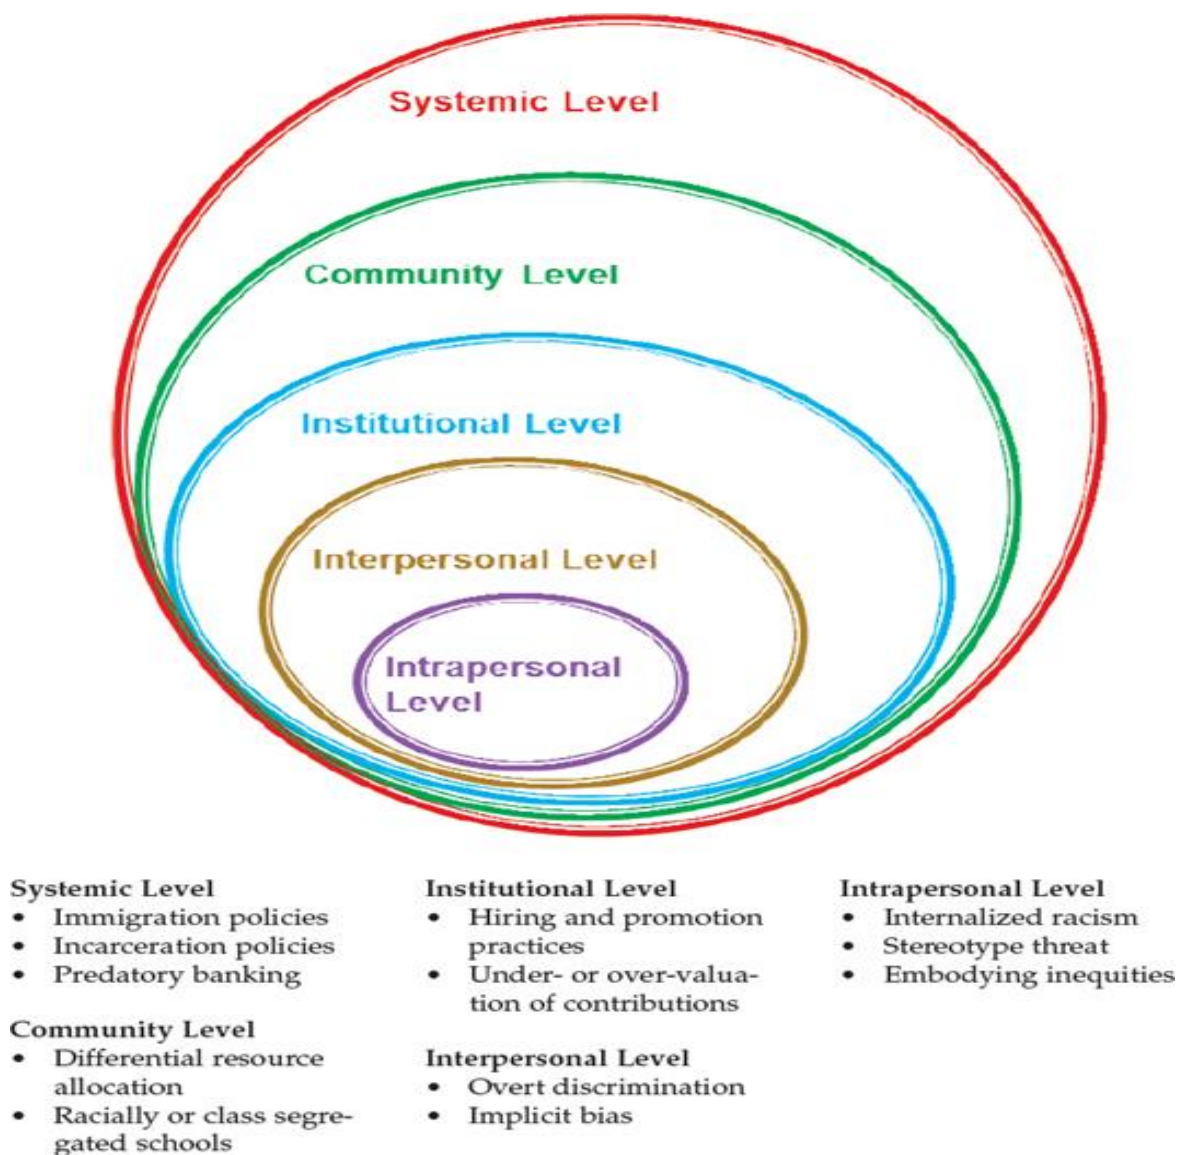 Systemic Level
Community Level
Institutional Level
Interpersonal Level
Intrapersonal
Level
Systemic Level
• Immigration policies
• Incarceration policies
• Predatory banking
Community Level
• Differential resource
allocation
• Racially or class segre-
gated schools
Institutional Level
• Hiring and promotion
practices
• Under- or over-valua-
tion of contributions
Interpersonal Level
• Overt discrimination
• Implicit bias
Intrapersonal Level
• Internalized racism
• Stereotype threat
• Embodying inequities